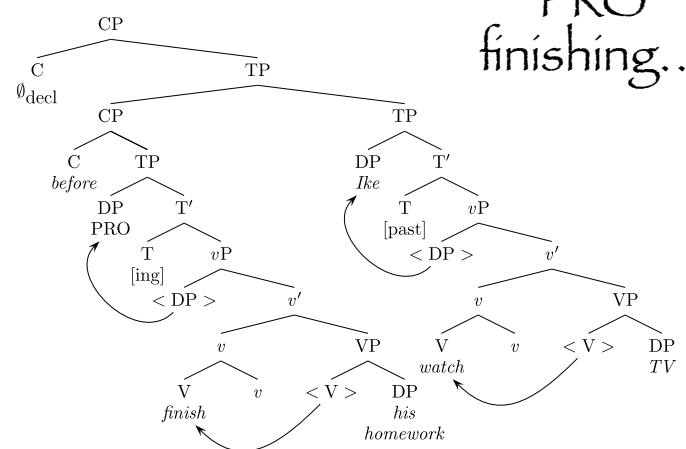 PRO
finishing. .
CP
C TP
∅decl
CP TP
C TP DP T′
before Ike
DP T′ T vP
PRO [past]
T vP < DP > v′
[ing]
< DP > v′ v VP
v VP V v < V > DP
watch TV
V v < V > DP
finish his
homework